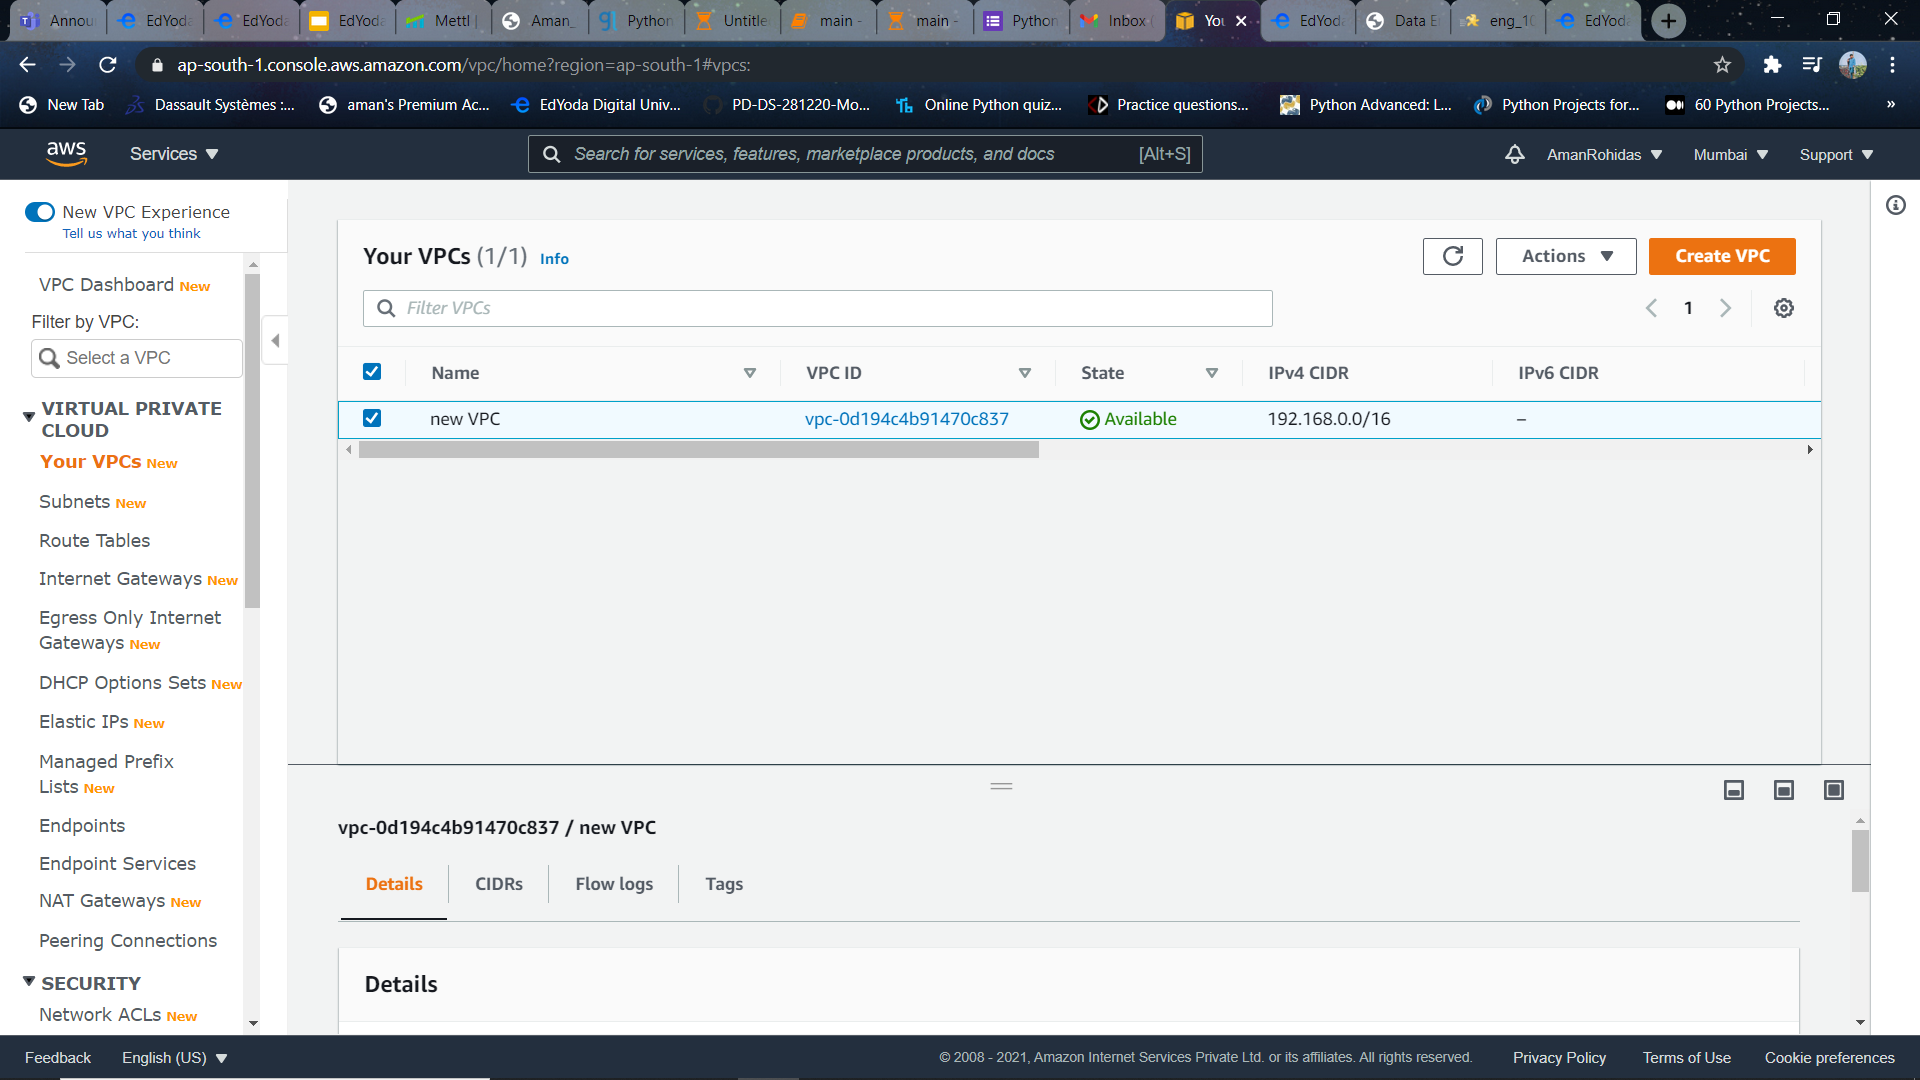 Annou
EdYoda
EdYoda
EdYoda
Mettl
Aman_
Python
Untitle
main -
main -
Python
Inbox (
You
EdYoda
Data E
eng_10
EdYoda
ap-south-1.console.aws.amazon.com/vpc/home?region=ap-south-1#vpcs:
New Tab
Dassault Systèmes :...
aman's Premium Ac...
EdYoda Digital Univ...
PD-DS-281220-Mo...
Online Python quiz...
Practice questions...
Python Advanced: L...
Python Projects for...
60 Python Projects...
»
aws
Services
Search for services, features, marketplace products, and docs
[Alt+S]
AmanRohidas
Mumbai
Support
New VPC Experience
Tell us what you think
VPC Dashboard New
Filter by VPC:
Select a VPC
VIRTUAL PRIVATE
CLOUD
Your VPCs New
Subnets New
Route Tables
Internet Gateways New
Egress Only Internet
Gateways New
DHCP Options Sets New
Elastic IPs New
Managed Prefix
Lists New
Endpoints
Endpoint Services
NAT Gateways New
Peering Connections
SECURITY
Network ACLs New
Your VPCs (1/1) Info
Actions
Create VPC
Filter VPCs
1
Name
VPC ID
State
IPv4 CIDR
IPv6 CIDR
new VPC
vpc-0d194c4b91470c837
Available
192.168.0.0/16
–
vpc-0d194c4b91470c837 / new VPC
Details
CIDRs
Flow logs
Tags
Details
Feedback
English (US)
© 2008 - 2021, Amazon Internet Services Private Ltd. or its affiliates. All rights reserved.
Privacy Policy
Terms of Use
Cookie preferences